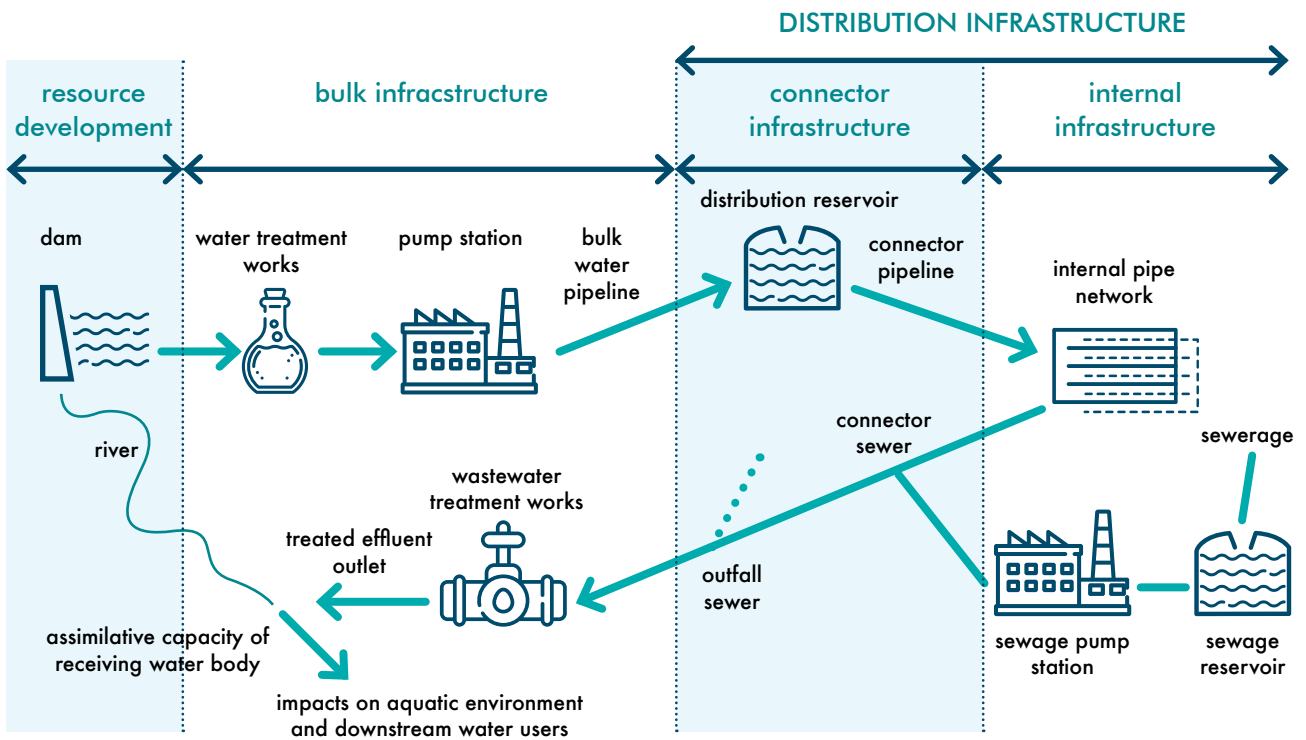 DISTRIBUTION INFRASTRUCTURE
resource
development
bulk infracstructure
connector
infrastructure
internal
infrastructure
dam
water treatment
works
pump station
bulk
water
pipeline
distribution reservoir
connector
pipeline
internal pipe
network
river
connector
sewer
sewerage
wastewater
treatment works
treated effluent
outlet
outfall
sewer
assimilative capacity of
receiving water body
sewage pump
station
sewage
reservoir
impacts on aquatic environment
and downstream water users